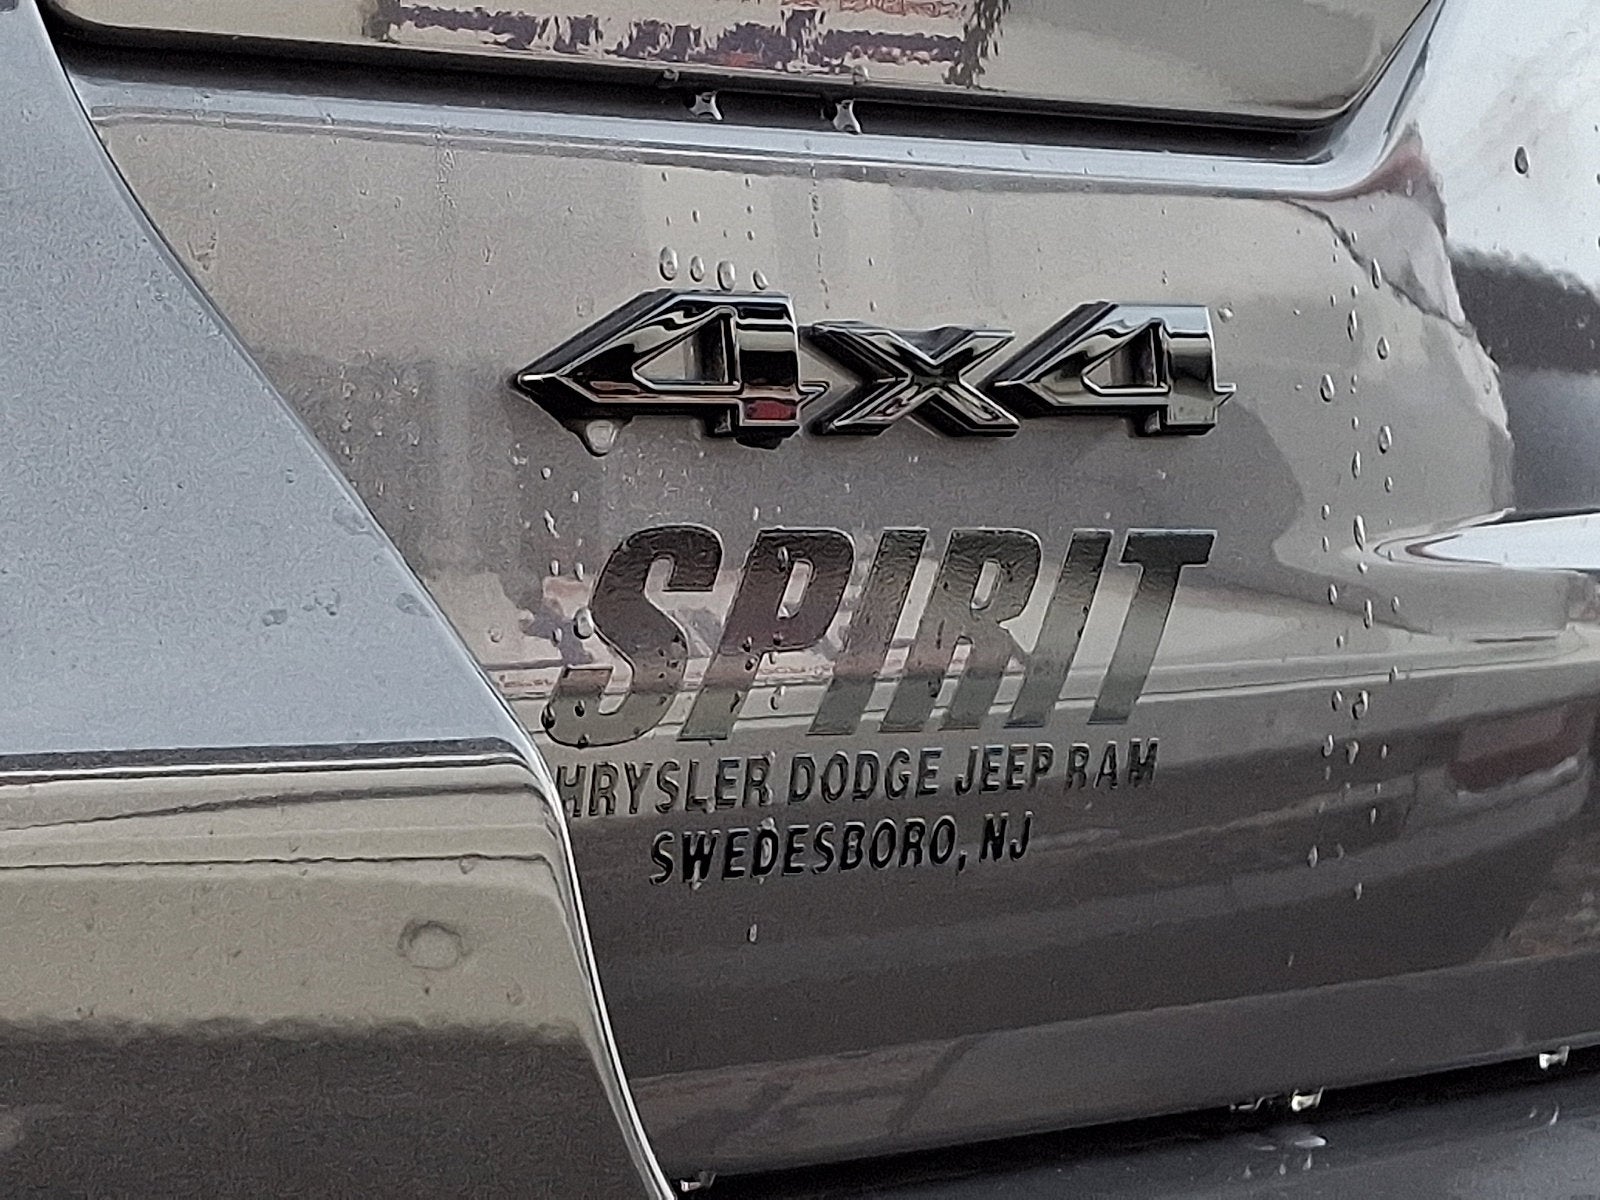 4x4
SPIRIT
HRYSLER DODGE JEEP RAM
SWEDESBORO, NJ